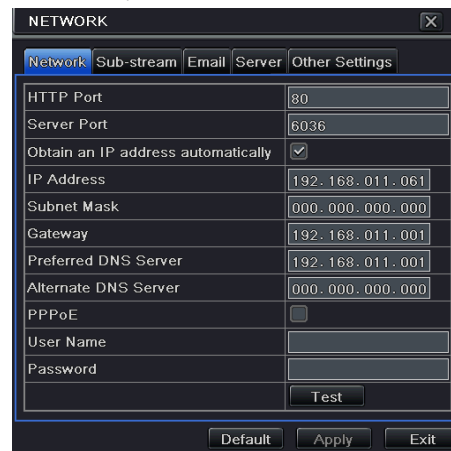 NETWORK
Network Sub-stream Email Server Other Settings
HTTP Port 80
Server Port 6036
Obtain an IP address automatically
IP Address 192.168.011.061
Subnet Mask 000.000.000.000
Gateway 192.168.011.001
Preferred DNS Server 192.168.011.001
Alternate DNS Server 000.000.000.000
PPPoE
User Name
Password
Test
Default Apply Exit